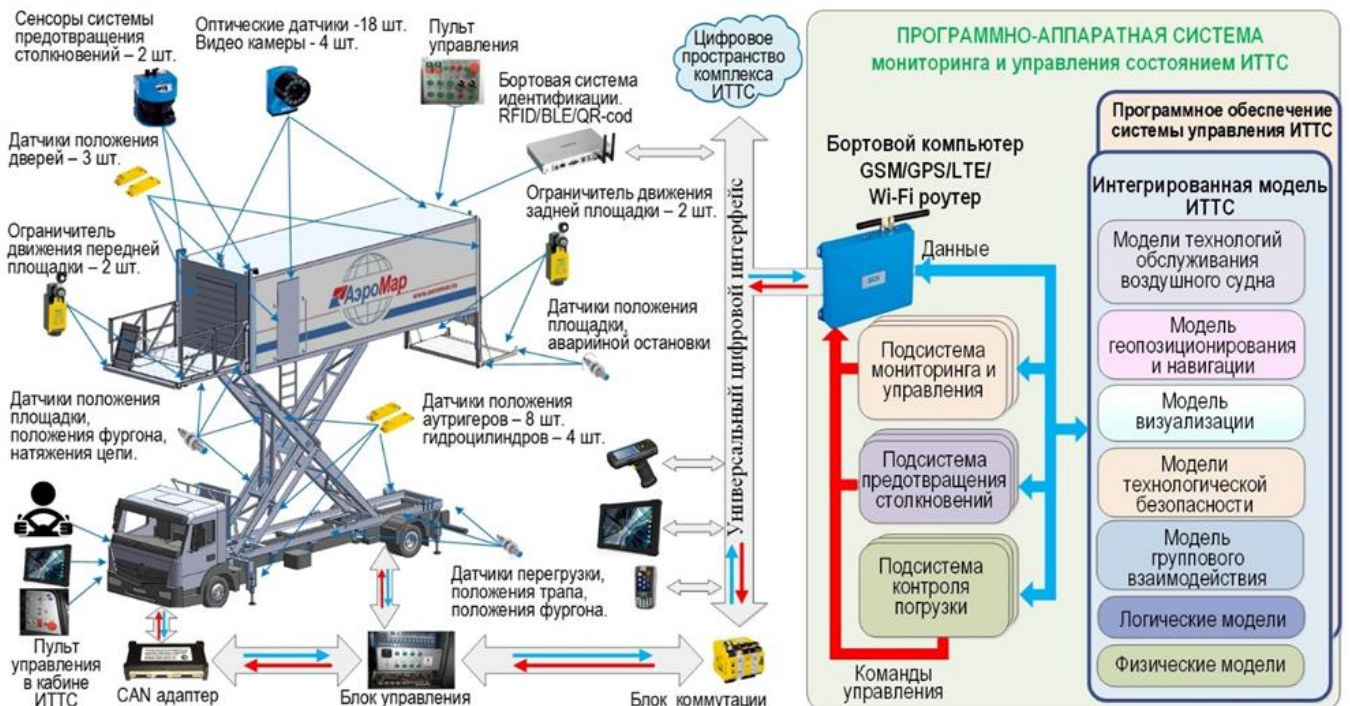 Сенсоры системы
предотвращения
столкновений – 2 шт.
Оптические датчики -18 шт.
Видео камеры - 4 шт.
Пульт
управления
Бортовая система
идентификации.
RFID/BLE/QR-cod
Датчики положения
дверей – 3 шт.
Ограничитель движения
задней площадки – 2 шт.
Ограничитель
движения передней
площадки – 2 шт.
АэроМар
www.aeromar.ru
Датчики положения
площадки,
аварийной остановки
Датчики положения
площадки,
положения фургона,
натяжения цепи.
Датчики положения
аутригеров – 8 шт.
гидроцилиндров – 4 шт.
Датчики перегрузки,
положения трапа,
положения фургона.
Пульт
управления
в кабине
ИТТС
CAN адаптер
Блок управления
Блок коммутации
Цифровое
пространство
комплекса
ИТТС
Универсальный цифровой интерфейс
ПРОГРАММНО-АППАРАТНАЯ СИСТЕМА
мониторинга и управления состоянием ИТТС
Бортовой компьютер
GSM/GPS/LTE/
Wi-Fi роутер
Данные
Подсистема
мониторинга и
управления
Подсистема
предотвращения
столкновений
Подсистема
контроля
погрузки
Команды
управления
Программное обеспечение
системы управления ИТТС
Интегрированная модель
ИТТС
Модели технологий
обслуживания
воздушного судна
Модель
геопозиционирования
и навигации
Модель
визуализации
Модели
технологической
безопасности
Модель
группового
взаимодействия
Логические модели
Физические модели